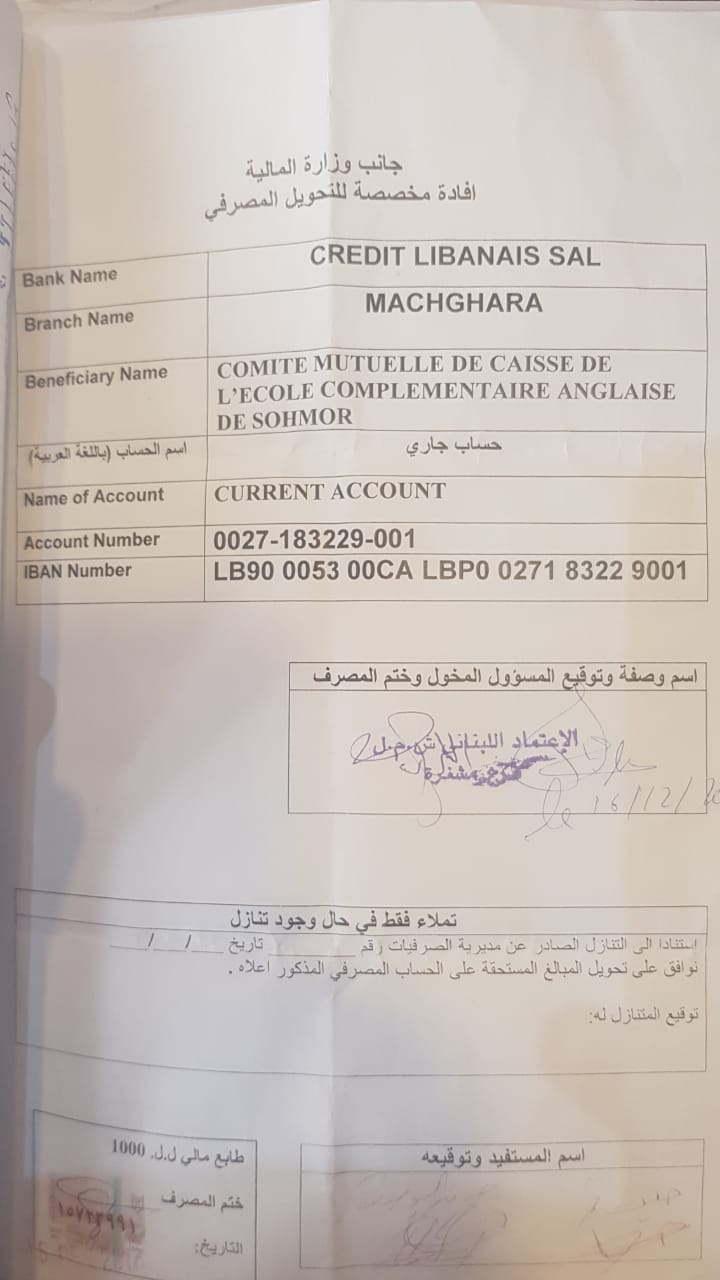 جانب وزارة المالية
افادة مخصصة للتحويل المصرفي
Bank Name CREDIT LIBANAIS SAL
Branch Name MACHGHARA
Beneficiary Name COMITE MUTUELLE DE CAISSE DE
L'ECOLE COMPLEMENTAIRE ANGLAISE
DE SOHMOR
اسم الحساب (باللغة العربية) حساب جاري
Name of Account CURRENT ACCOUNT
Account Number 0027-183229-001
IBAN Number LB90 0053 00CA LBP0 0271 8322 9001
اسم وصفة وتوقيع المسؤول المخول وختم المصرف
الإعتماد اللبناني ش.م.ل
فرع مشغرة
le 16/12/
تملاء فقط في حال وجود تنازل
استنادا الى التنازل الصادر عن مديرية الصرفيات رقم ________ تاريخ ___/___/___
نوافق على تحويل المبالغ المستحقة على الحساب المصرفي المذكور اعلاه .
توقيع المتنازل له:
اسم المستفيد وتوقيعه
طابع مالي ل.ل. 1000
ختم المصرف
التاريخ: